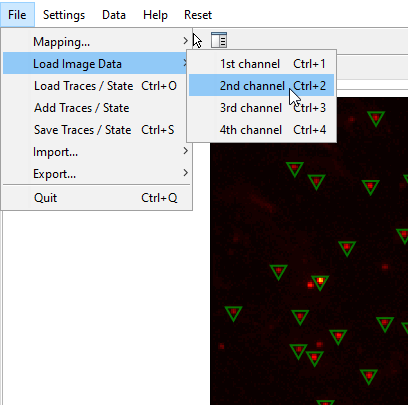 File Settings Data Help Reset
Mapping...
Load Image Data
Load Traces / State Ctrl+O
Add Traces / State
Save Traces / State Ctrl+S
Import...
Export...
Quit Ctrl+Q
1st channel Ctrl+1
2nd channel Ctrl+2
3rd channel Ctrl+3
4th channel Ctrl+4